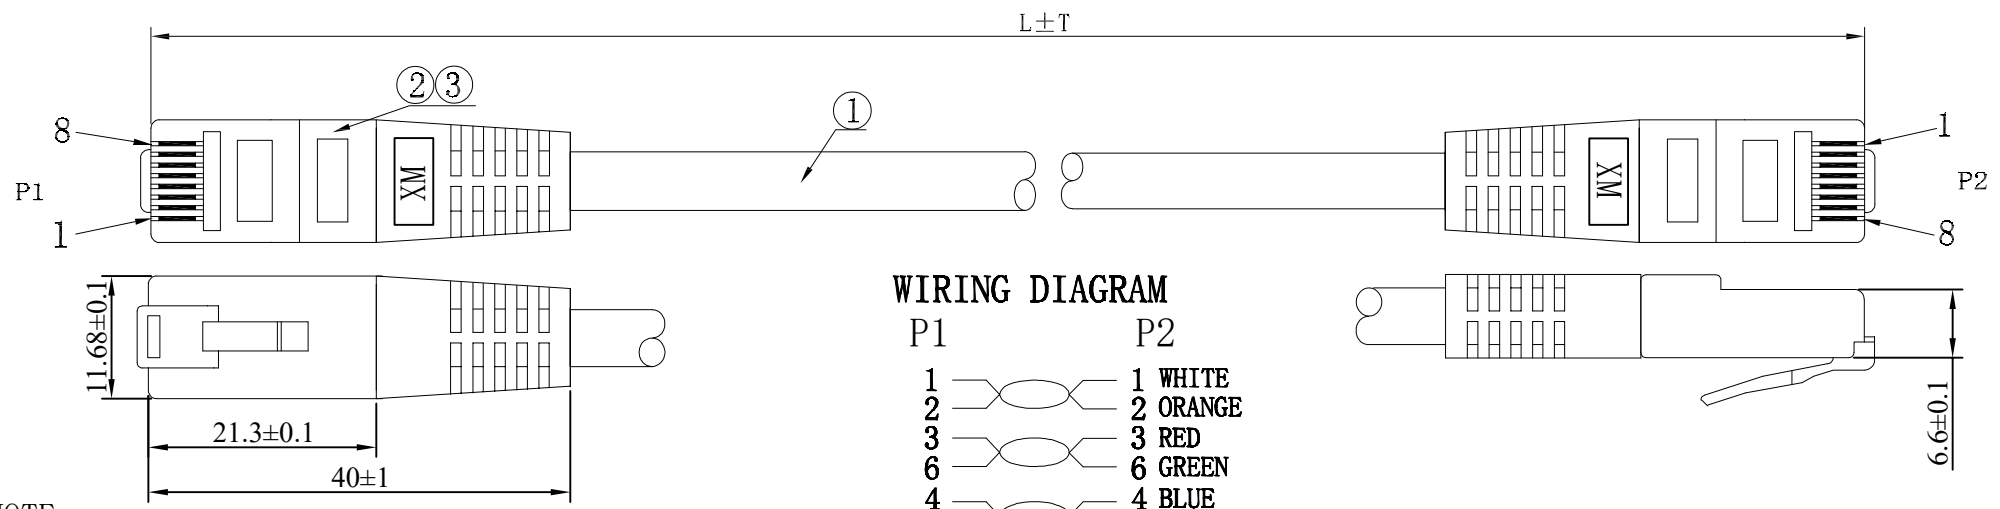 L±T
② ③
①
8
1
P1
XM
XM
1
8
P2
11.68±0.1
21.3±0.1
40±1
6.6±0.1
WIRING DIAGRAM
P1 P2
1 1 WHITE
2 2 ORANGE
3 3 RED
6 6 GREEN
4 4 BLUE